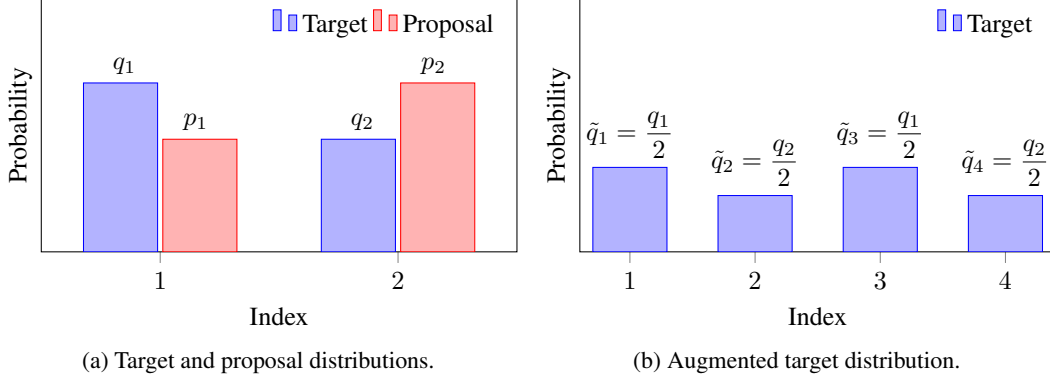 Target Proposal
q₁
p₁
q₂
p₂
Probability
1 2
Index
(a) Target and proposal distributions.
Target
q̃₁ = q₁/2
q̃₂ = q₂/2
q̃₃ = q₁/2
q̃₄ = q₂/2
Probability
1 2 3 4
Index
(b) Augmented target distribution.